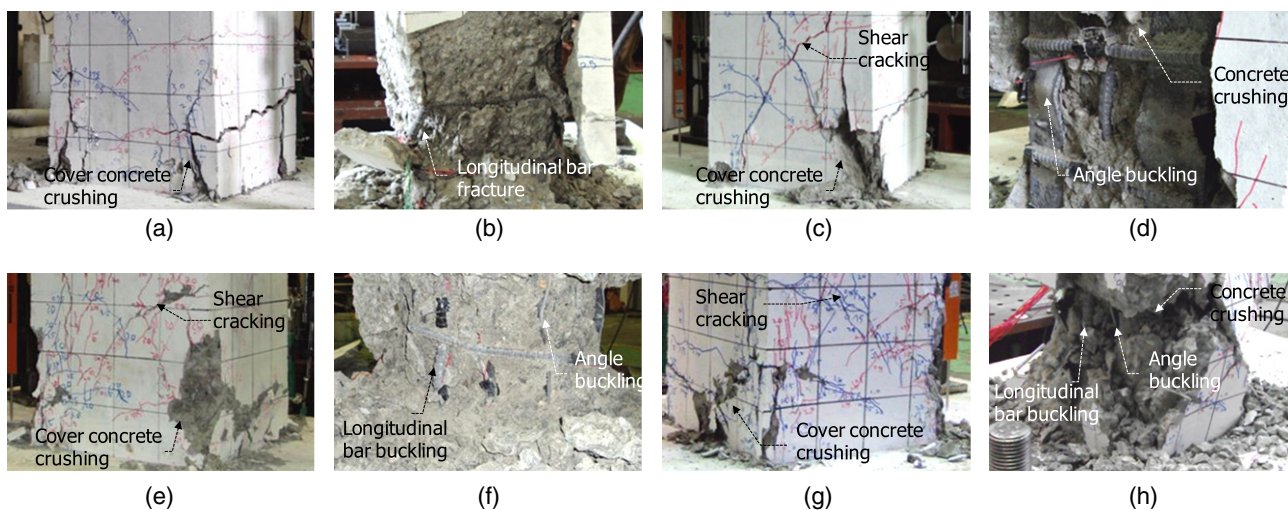 Cover concrete
crushing
(a)
Longitudinal bar
fracture
(b)
Shear
cracking
Cover concrete
crushing
(c)
Concrete
crushing
Angle buckling
(d)
Shear
cracking
Cover concrete
crushing
(e)
Angle
buckling
Longitudinal
bar buckling
(f)
Shear
cracking
Cover concrete
crushing
(g)
Concrete
crushing
Angle
buckling
Longitudinal
bar buckling
(h)